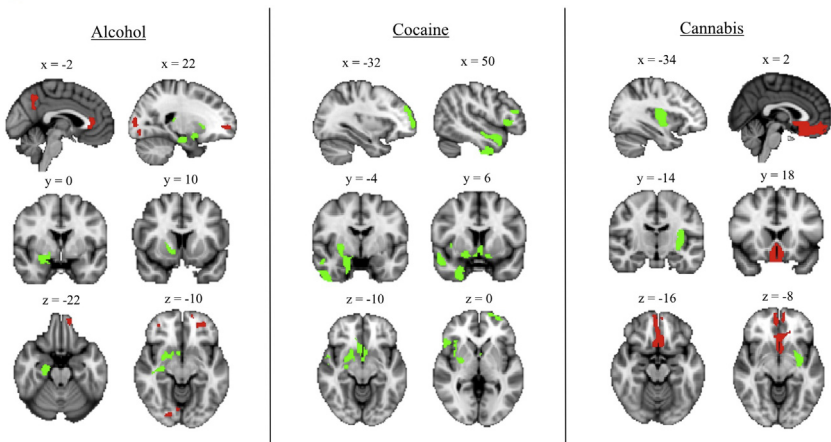 Alcohol
x = -2 x = 22
y = 0 y = 10
z = -22 z = -10
Cocaine
x = -32 x = 50
y = -4 y = 6
z = -10 z = 0
Cannabis
x = -34 x = 2
y = -14 y = 18
z = -16 z = -8